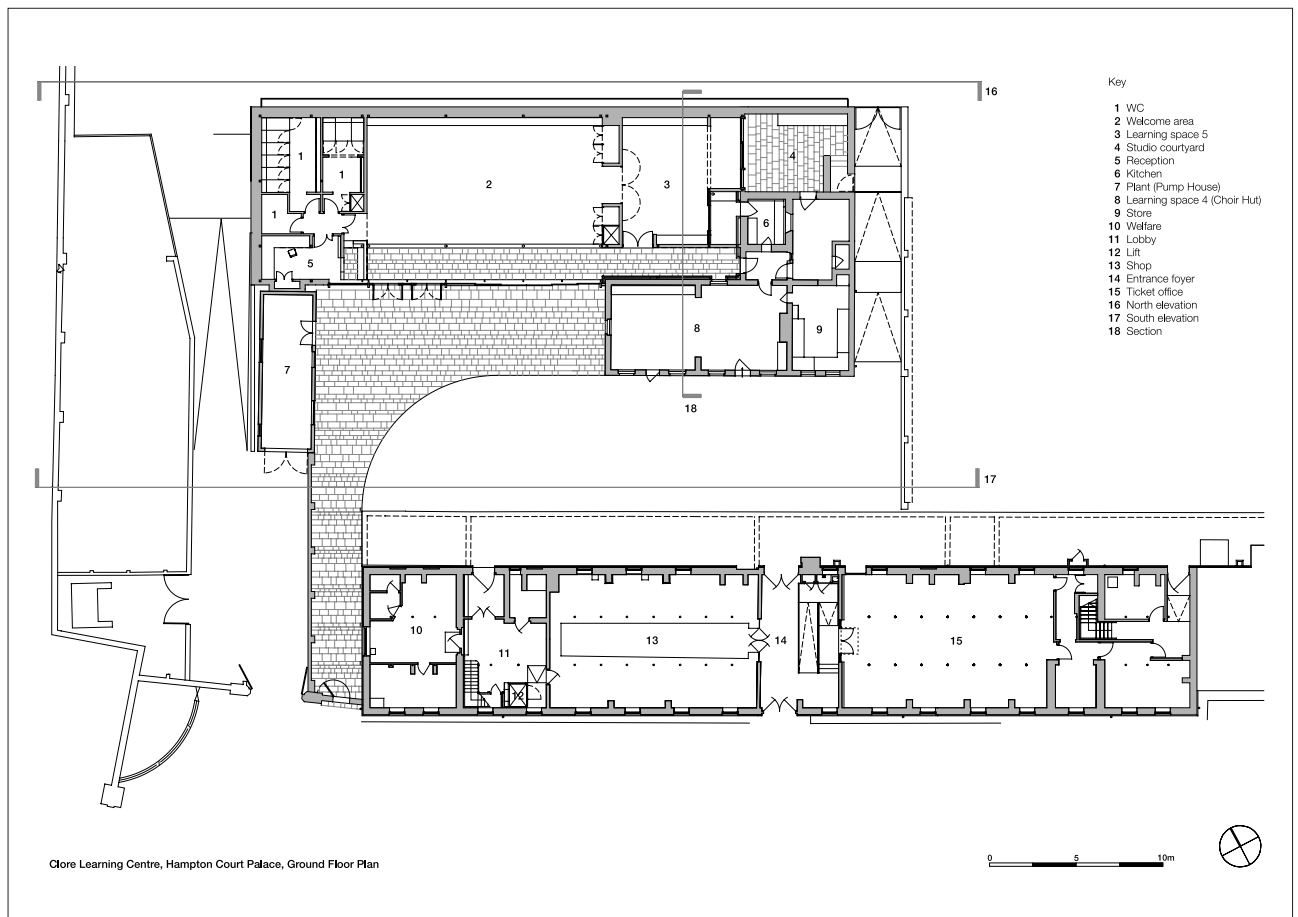 16
Key
1 WC
2 Welcome area
3 Learning space 5
4 Studio courtyard
5 Reception
6 Kitchen
7 Plant (Pump House)
8 Learning space 4 (Choir Hut)
9 Store
10 Welfare
11 Lobby
12 Lift
13 Shop
14 Entrance foyer
15 Ticket office
16 North elevation
17 South elevation
18 Section
1
1
2
3
4
1
6
5
8
9
7
18
17
10
11
12
13
14
15
Clore Learning Centre, Hampton Court Palace, Ground Floor Plan
0 5 10m